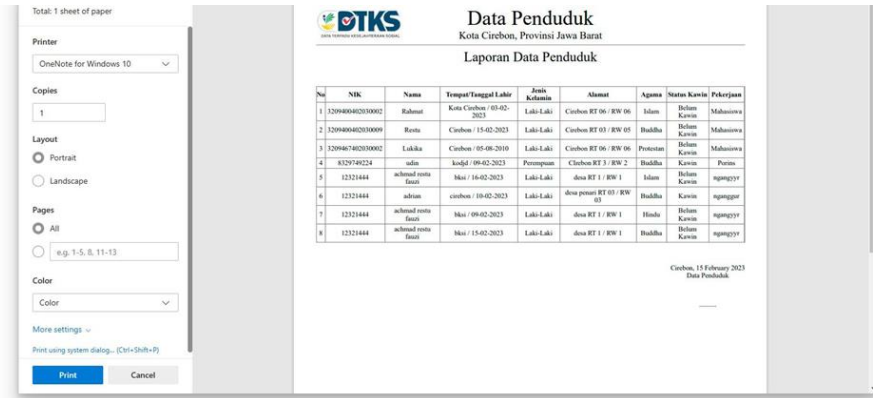 Total: 1 sheet of paper
Printer
OneNote for Windows 10
Copies
1
Layout
Portrait
Landscape
Pages
All
e.g. 1-5, 8, 11-13
Color
Color
More settings
Print using system dialog... (Ctrl+Shift+P)
Print Cancel
DTKS
DATA TERPADU KESEJAHTERAAN SOSIAL
Data Penduduk
Kota Cirebon, Provinsi Jawa Barat
Laporan Data Penduduk
No NIK Nama Tempat/Tanggal Lahir Jenis Kelamin Alamat Agama Status Kawin Pekerjaan
1 3209400402030002 Rahmat Kota Cirebon / 03-02-2023 Laki-Laki Cirebon RT 06 / RW 06 Islam Belum Kawin Mahasiswa
2 3209400402030009 Restu Cirebon / 15-02-2023 Laki-Laki Cirebon RT 03 / RW 05 Buddha Belum Kawin Mahasiswa
3 3209467402030002 Lukika Cirebon / 05-08-2010 Laki-Laki Cirebon RT 06 / RW 06 Protestan Belum Kawin Mahasiswa
4 8329749224 udin kodjd / 09-02-2023 Perempuan CIrebon RT 3 / RW 2 Buddha Kawin Porins
5 12321444 achmad restu fauzi bksi / 16-02-2023 Laki-Laki desa RT 1 / RW 1 Islam Belum Kawin ngangyyr
6 12321444 adrian cirebon / 10-02-2023 Laki-Laki desa penari RT 03 / RW 03 Buddha Kawin nganggur
7 12321444 achmad restu fauzi bksi / 09-02-2023 Laki-Laki desa RT 1 / RW 1 Hindu Belum Kawin ngangyyr
8 12321444 achmad restu fauzi bksi / 15-02-2023 Laki-Laki desa RT 1 / RW 1 Buddha Belum Kawin ngangyyr
Cirebon, 15 February 2023
Data Penduduk